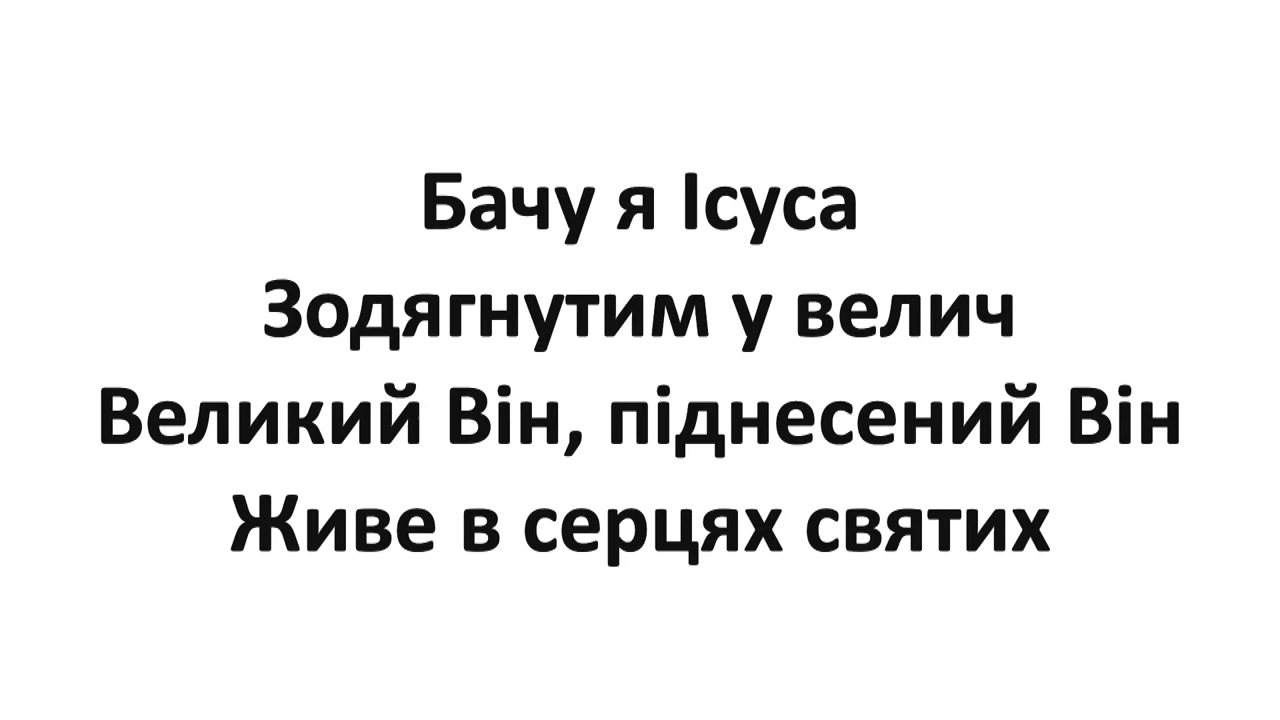 Бачу я Ісуса
Зодягнутим у велич
Великий Він, піднесений Він
Живе в серцях святих